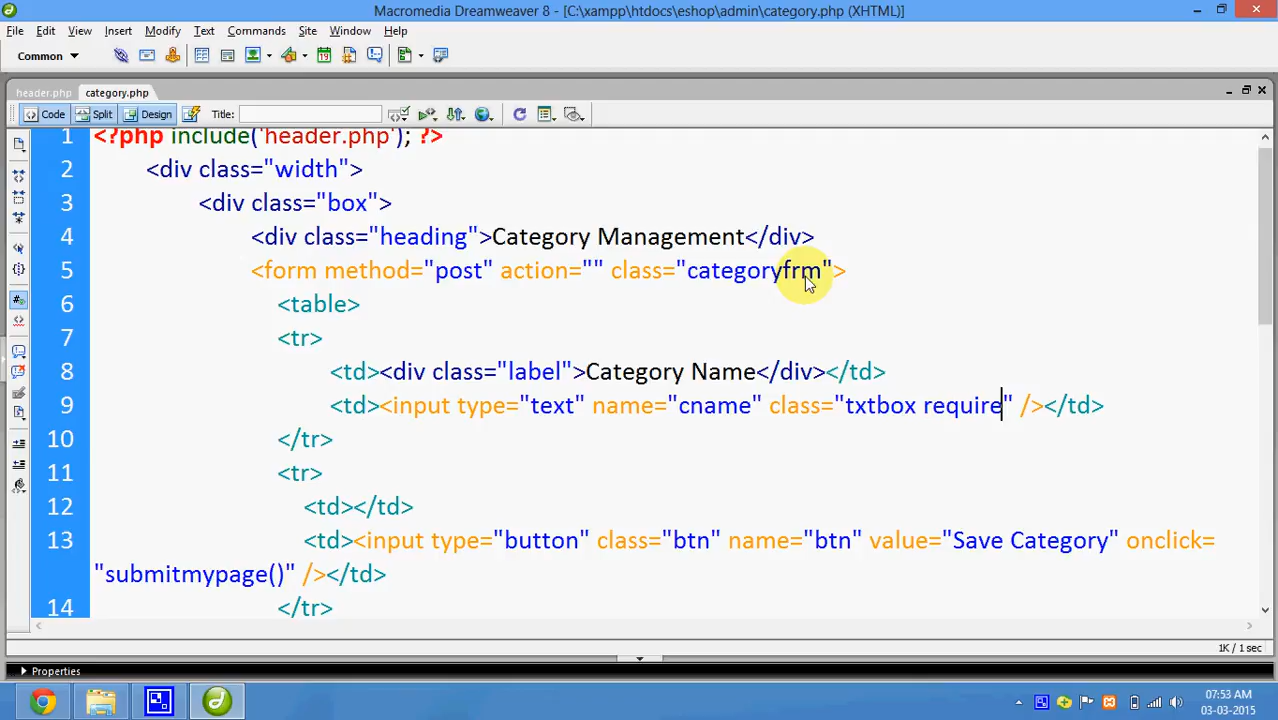 Macromedia Dreamweaver 8 - [C:\xampp\htdocs\eshop\admin\category.php (XHTML)]
File Edit View Insert Modify Text Commands Site Window Help
Common
header.php category.php
Code Split Design Title:
1 <?php include('header.php'); ?>
2 <div class="width">
3 <div class="box">
4 <div class="heading">Category Management</div>
5 <form method="post" action="" class="categoryfrm">
6 <table>
7 <tr>
8 <td><div class="label">Category Name</div></td>
9 <td><input type="text" name="cname" class="txtbox require" /></td>
10 </tr>
11 <tr>
12 <td></td>
13 <td><input type="button" class="btn" name="btn" value="Save Category" onclick=
"submitmypage()" /></td>
14 </tr>
1K / 1 sec
Properties
07:53 AM
03-03-2015